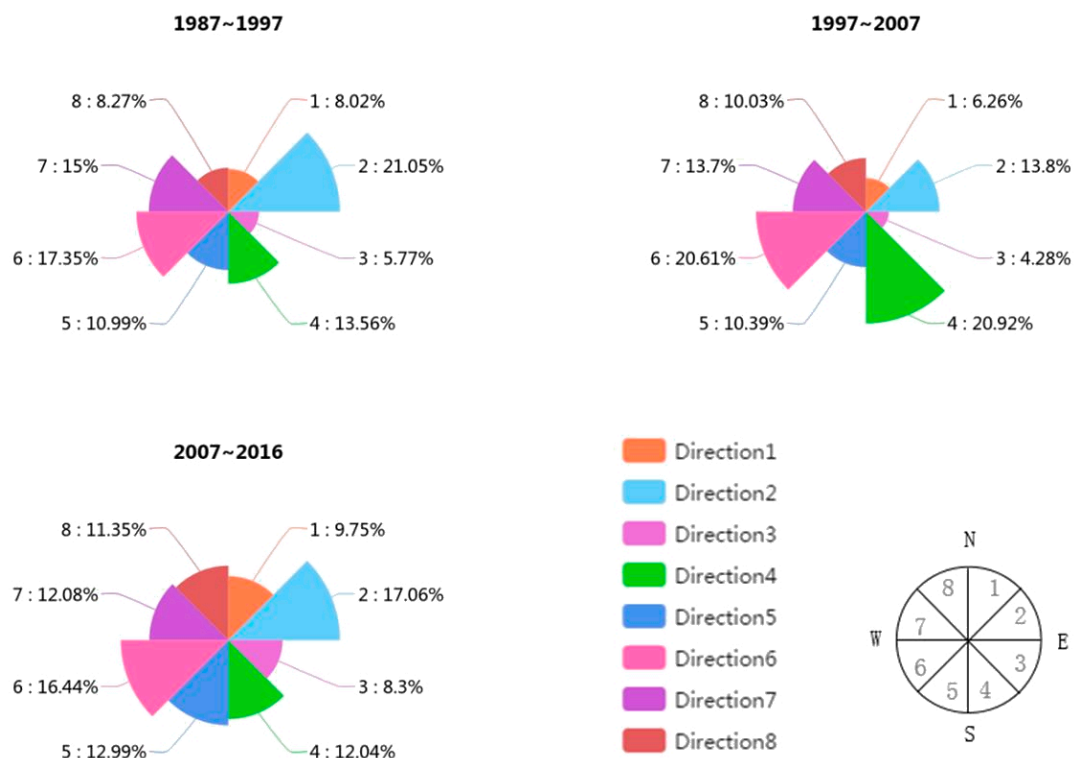 1987~1997
8 : 8.27%
1 : 8.02%
7 : 15%
2 : 21.05%
6 : 17.35%
3 : 5.77%
5 : 10.99%
4 : 13.56%
1997~2007
8 : 10.03%
1 : 6.26%
7 : 13.7%
2 : 13.8%
6 : 20.61%
3 : 4.28%
5 : 10.39%
4 : 20.92%
2007~2016
8 : 11.35%
1 : 9.75%
7 : 12.08%
2 : 17.06%
6 : 16.44%
3 : 8.3%
5 : 12.99%
4 : 12.04%
Direction1
Direction2
Direction3
Direction4
Direction5
Direction6
Direction7
Direction8
N
8 1
7 2
W E
6 3
5 4
S